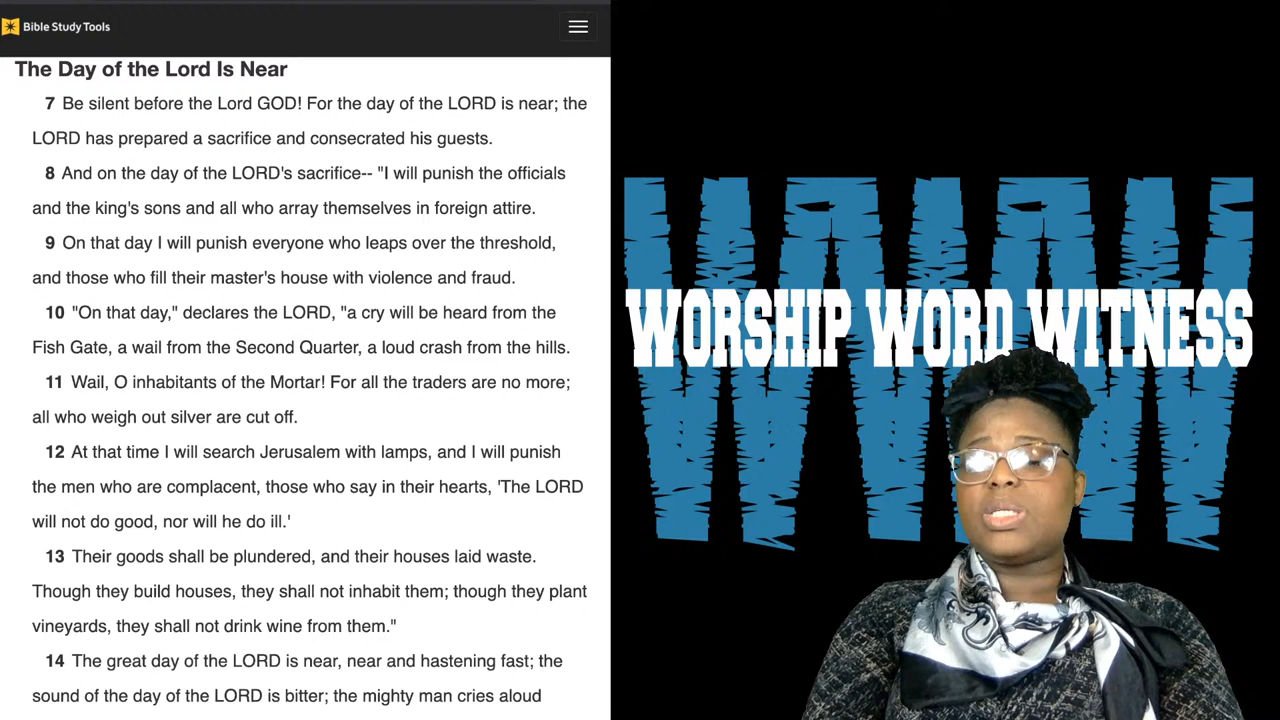 Bible Study Tools
The Day of the Lord Is Near
7 Be silent before the Lord GOD! For the day of the LORD is near; the
LORD has prepared a sacrifice and consecrated his guests.
8 And on the day of the LORD's sacrifice-- "I will punish the officials
and the king's sons and all who array themselves in foreign attire.
9 On that day I will punish everyone who leaps over the threshold,
and those who fill their master's house with violence and fraud.
10 "On that day," declares the LORD, "a cry will be heard from the
Fish Gate, a wail from the Second Quarter, a loud crash from the hills.
11 Wail, O inhabitants of the Mortar! For all the traders are no more;
all who weigh out silver are cut off.
12 At that time I will search Jerusalem with lamps, and I will punish
the men who are complacent, those who say in their hearts, 'The LORD
will not do good, nor will he do ill.'
13 Their goods shall be plundered, and their houses laid waste.
Though they build houses, they shall not inhabit them; though they plant
vineyards, they shall not drink wine from them."
14 The great day of the LORD is near, near and hastening fast; the
sound of the day of the LORD is bitter; the mighty man cries aloud
WWW
WORSHIP WORD WITNESS